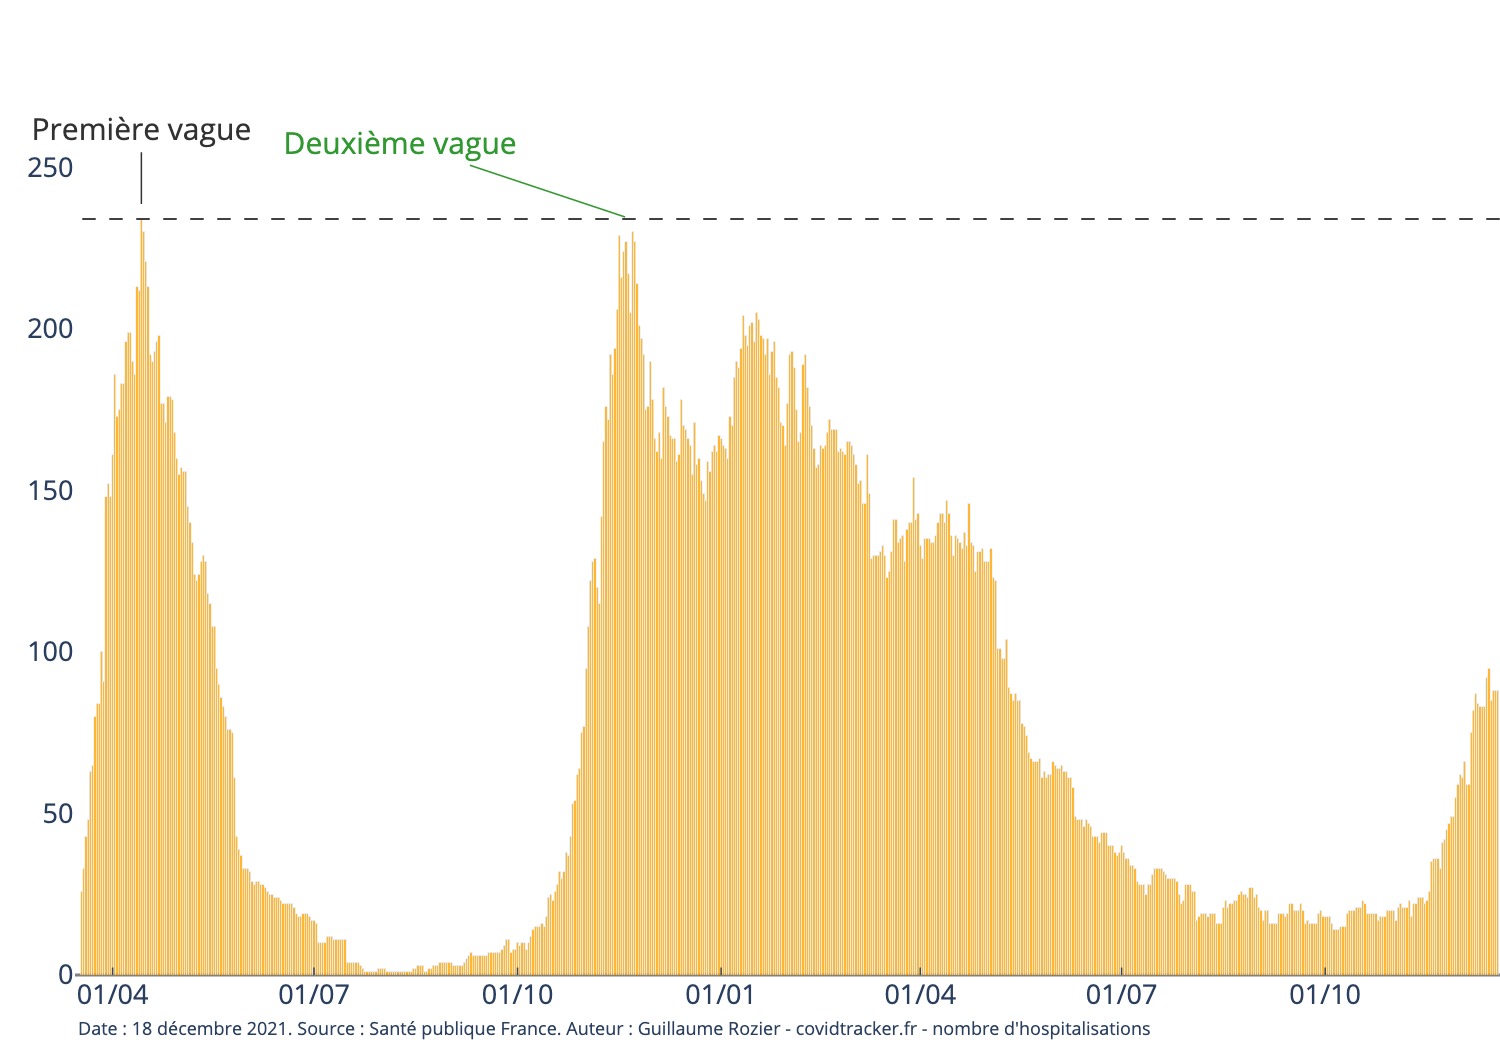 Première vague
Deuxième vague
250
200
150
100
50
0
01/04 01/07 01/10 01/01 01/04 01/07 01/10
Date : 18 décembre 2021. Source : Santé publique France. Auteur : Guillaume Rozier - covidtracker.fr - nombre d'hospitalisations